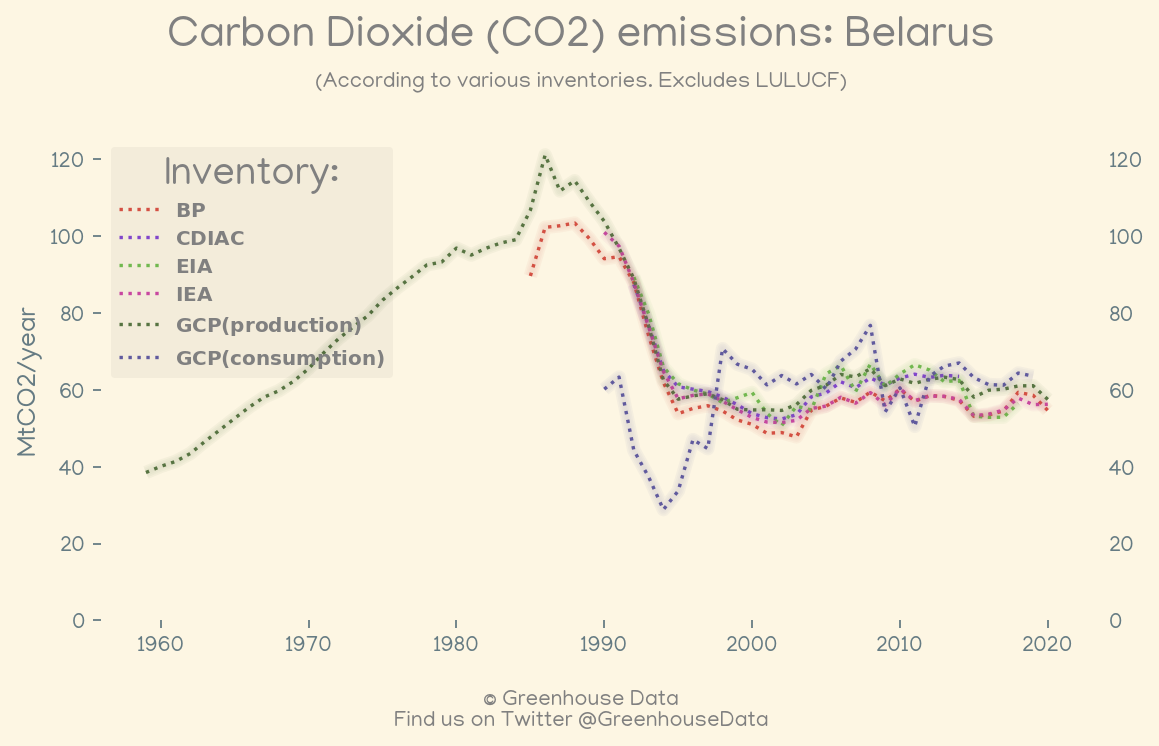 Carbon Dioxide (CO2) emissions: Belarus
(According to various inventories. Excludes LULUCF)
120
100
80
60
40
20
0
MtCO2/year
Inventory:
BP
CDIAC
EIA
IEA
GCP(production)
GCP(consumption)
120
100
80
60
40
20
0
1960 1970 1980 1990 2000 2010 2020
© Greenhouse Data
Find us on Twitter @GreenhouseData